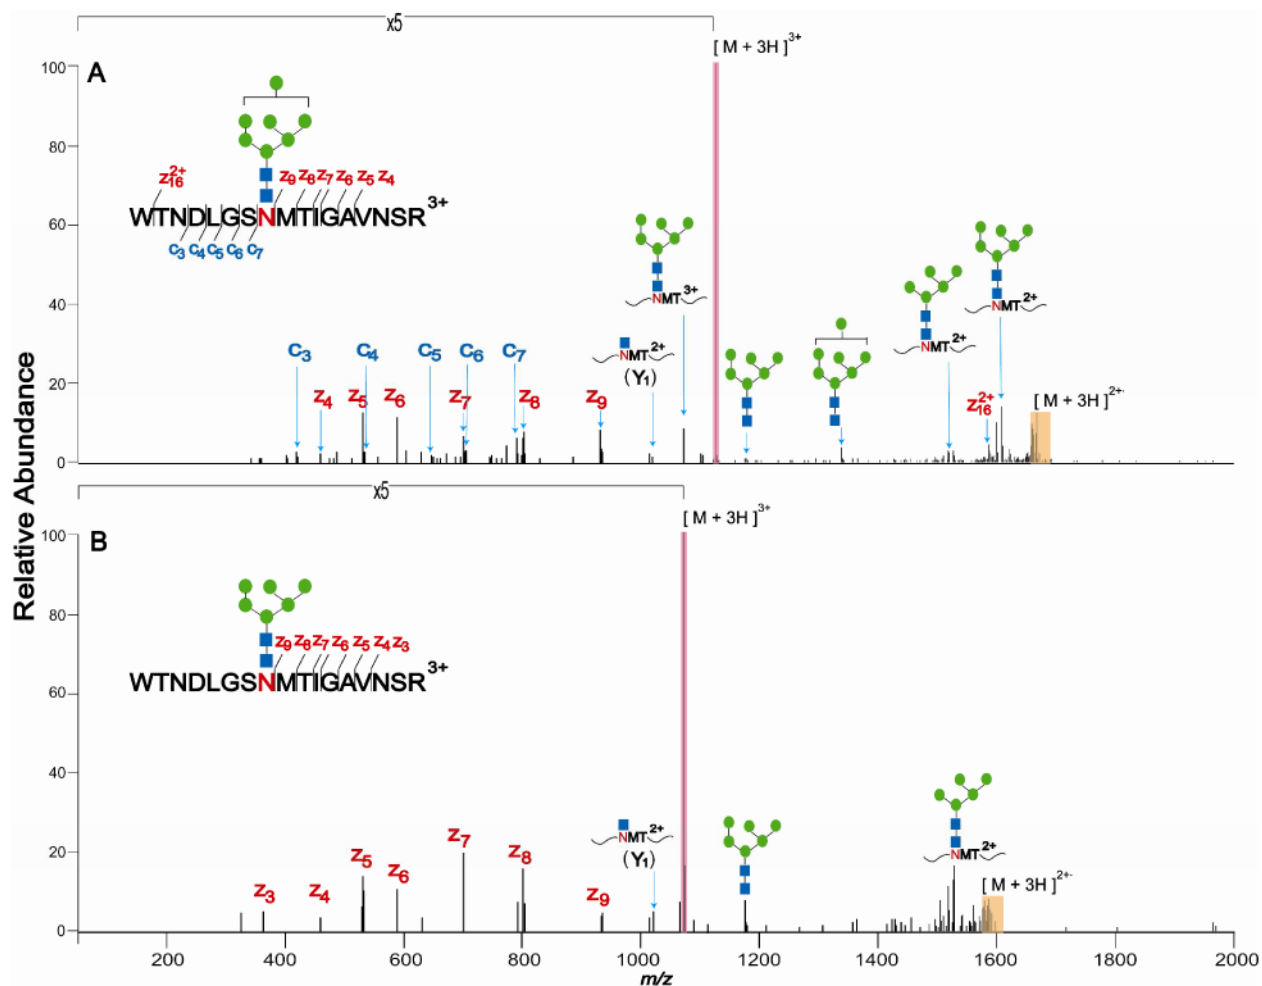 x5
[ M + 3H ]3+
A
100
80
60
40
20
0
z16 2+
z9 z8 z7 z6 z5 z4
WTNDLGSNMTIGAVNSR3+
c3 c4 c5 c6 c7
NMT3+
NMT2+
(Y1)
NMT2+
NMT2+
c3 c4 c5 c6 c7
z4 z5 z6 z7 z8 z9
z16 2+
[ M + 3H ]2+·
Relative Abundance
x5
[ M + 3H ]3+
B
100
80
60
40
20
0
z9 z8 z7 z6 z5 z4 z3
WTNDLGSNMTIGAVNSR3+
z3 z4 z5 z6 z7 z8 z9
NMT2+
(Y1)
NMT2+
[ M + 3H ]2+·
200 400 600 800 1000 1200 1400 1600 1800 2000
m/z